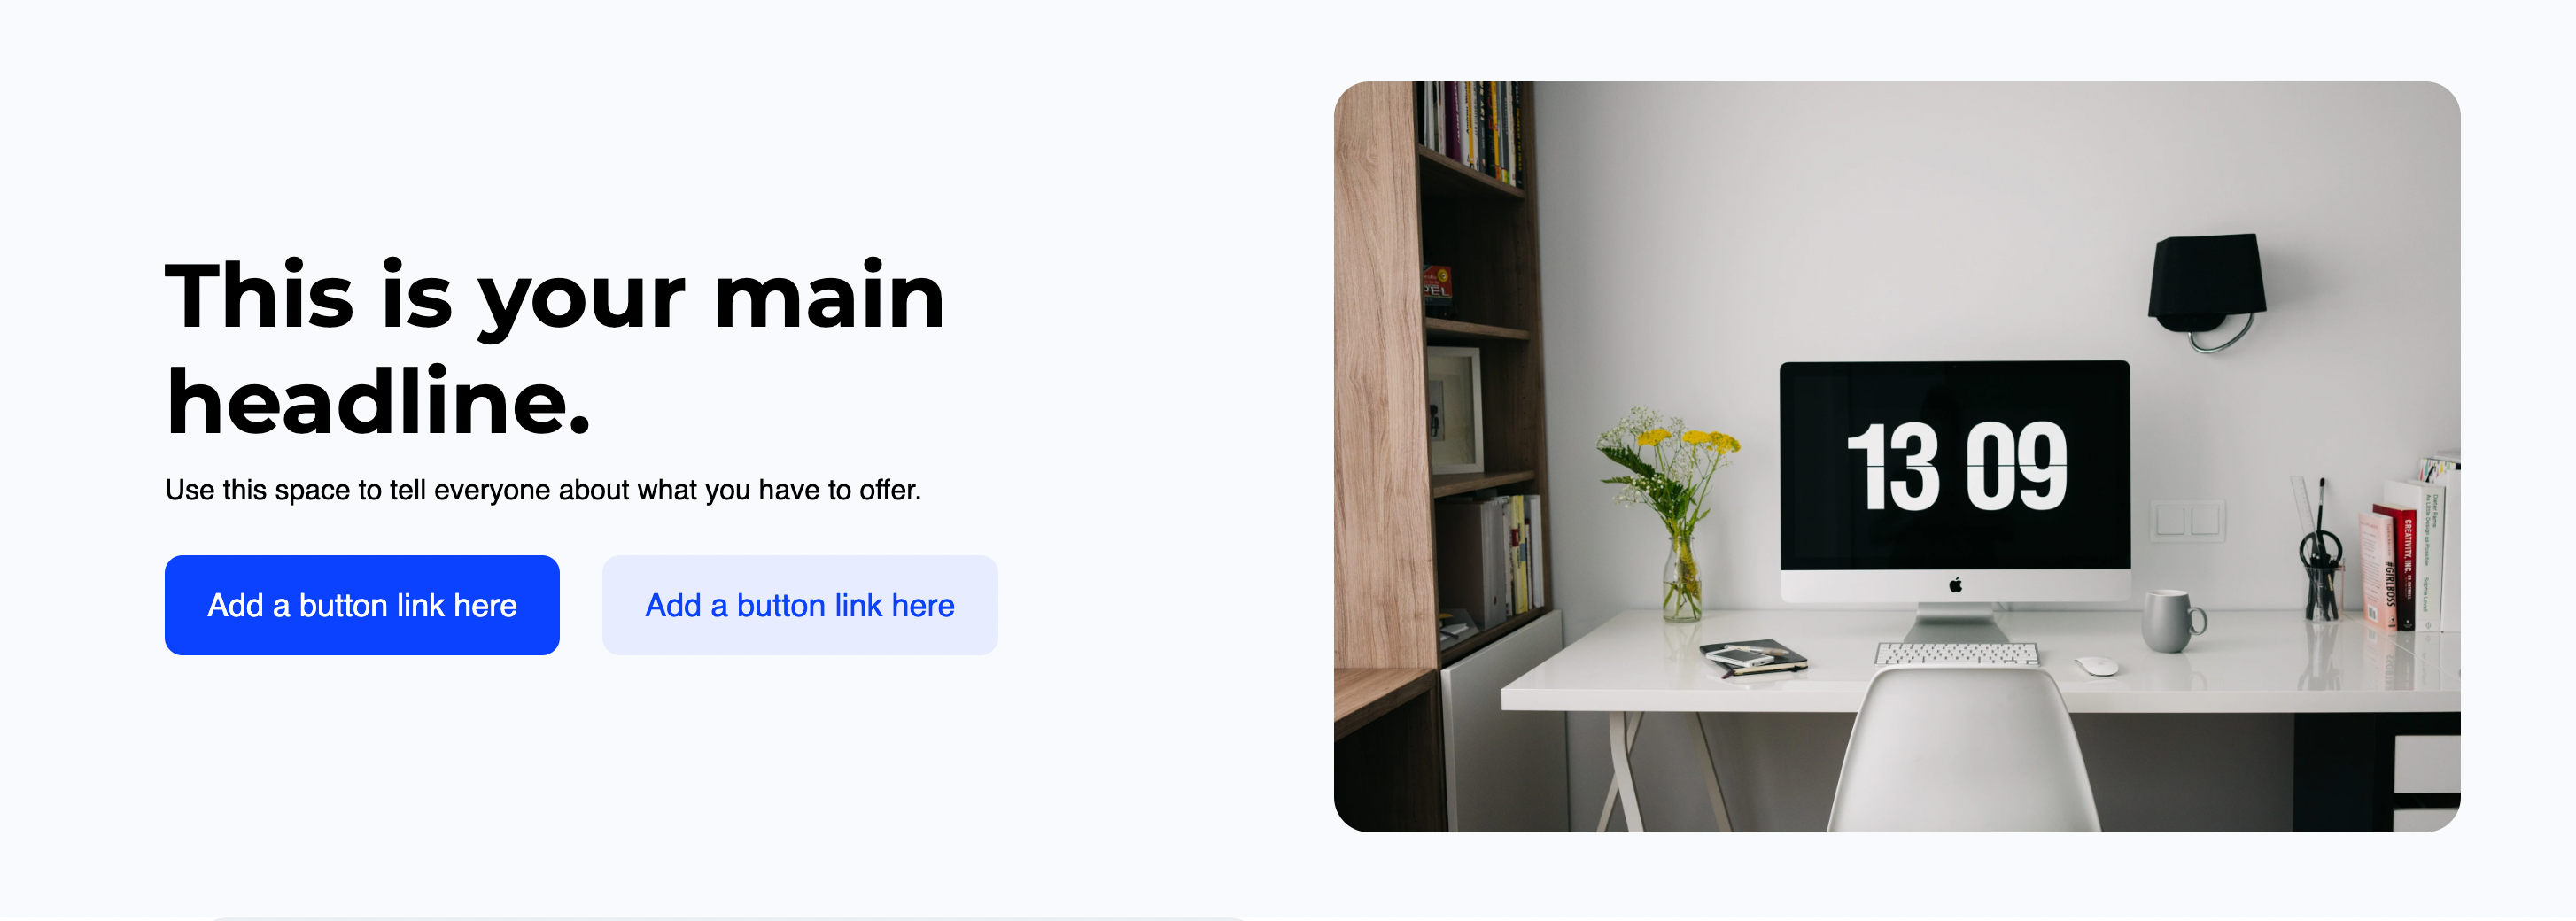 This is your main
headline.
Use this space to tell everyone about what you have to offer.
Add a button link here
Add a button link here
13 09
#GIRLBOSS
CREATIVITY, INC.